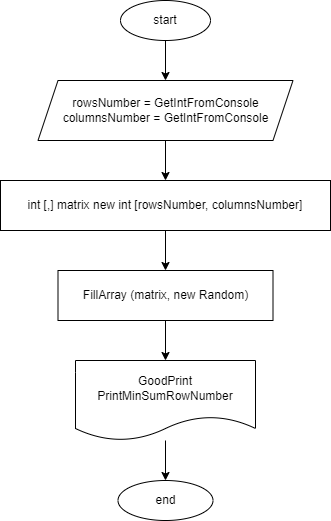 start
rowsNumber = GetIntFromConsole
columnsNumber = GetIntFromConsole
int [,] matrix new int [rowsNumber, columnsNumber]
FillArray (matrix, new Random)
GoodPrint
PrintMinSumRowNumber
end